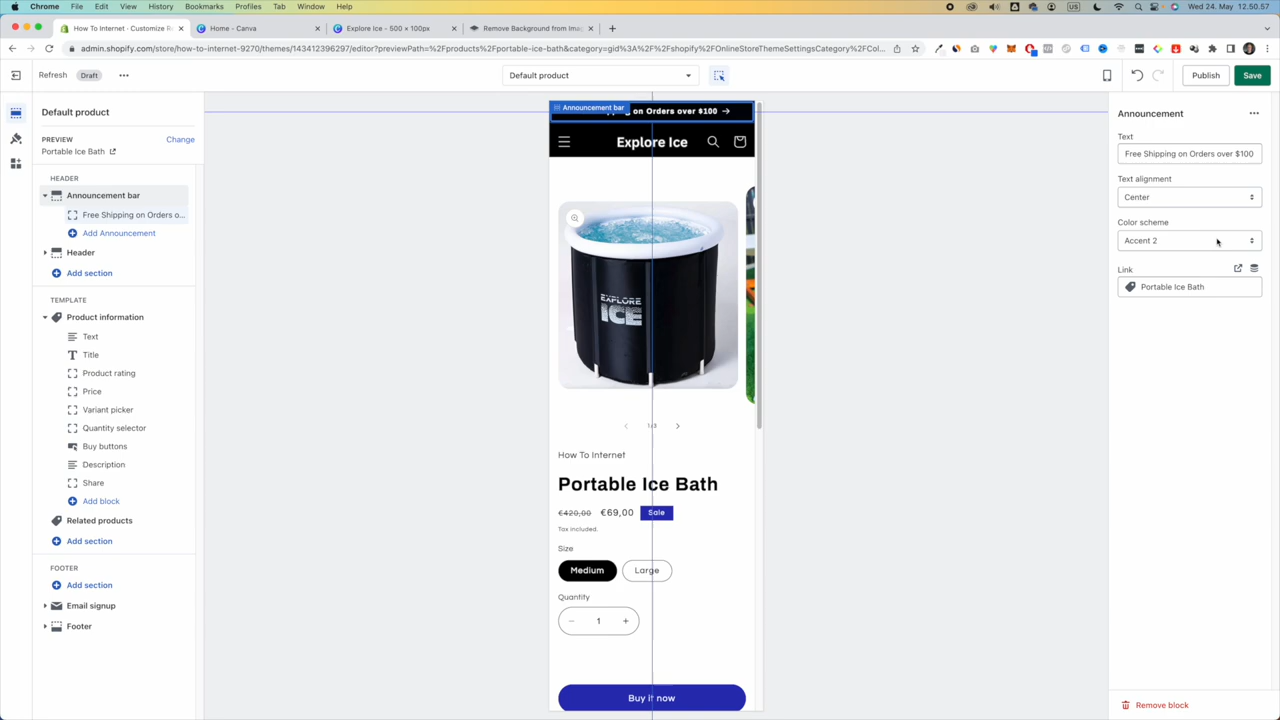 Chrome File Edit View History Bookmarks Profiles Tab Window Help
US
Wed 24. May 12.50.57
How To Internet · Customize R
Home - Canva
Explore Ice - 500 × 100px
Remove Background from Imag
admin.shopify.com/store/how-to-internet-9270/themes/143412396297/editor?previewPath=%2Fproducts%2Fportable-ice-bath&category=gid%3A%2F%2Fshopify%2FOnlineStoreThemeSettingsCategory%2FCol...
Refresh
Draft
Default product
Publish
Save
Default product
PREVIEW
Change
Portable Ice Bath
HEADER
Announcement bar
Free Shipping on Orders o...
Add Announcement
Header
Add section
TEMPLATE
Product information
Text
Title
Product rating
Price
Variant picker
Quantity selector
Buy buttons
Description
Share
Add block
Related products
Add section
FOOTER
Add section
Email signup
Footer
Announcement bar
on Orders over $100 →
Explore Ice
EXPLORE
ICE
1/3
How To Internet
Portable Ice Bath
€420,00 €69,00 Sale
Tax included.
Size
Medium
Large
Quantity
− 1 +
Buy it now
Announcement
Text
Free Shipping on Orders over $100
Text alignment
Center
Color scheme
Accent 2
Link
Portable Ice Bath
Remove block